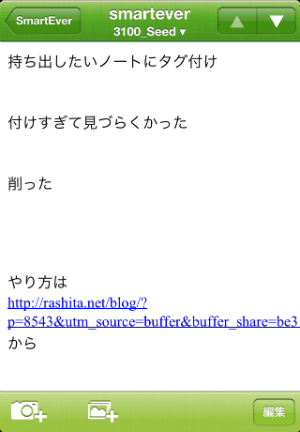 SmartEver
smartever
3100_Seed ▾
持ち出したいノートにタグ付け
付けすぎて見づらくかった
削った
やり方は
http://rashita.net/blog/?
p=8543&utm_source=buffer&buffer_share=be3
から
編集